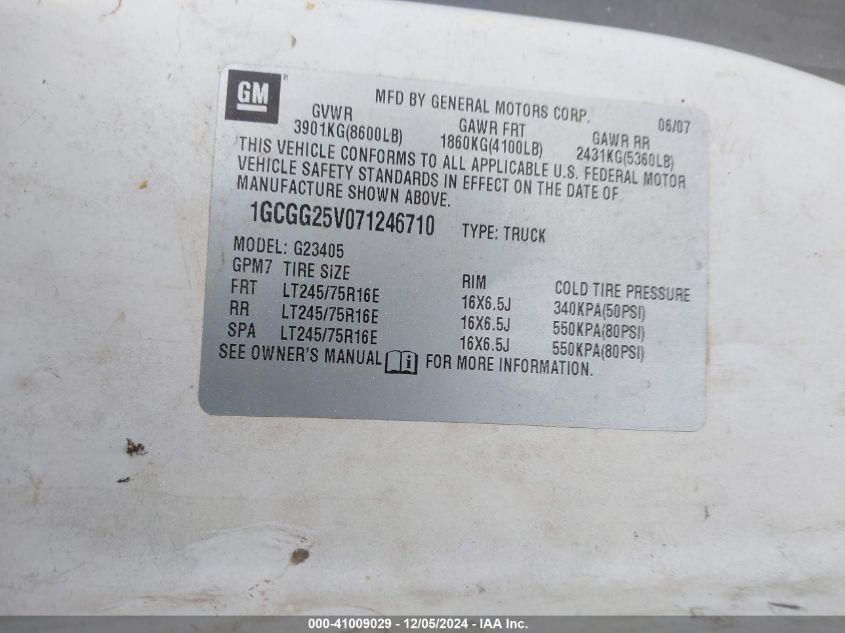 GM
MFD BY GENERAL MOTORS CORP. 06/07
GVWR GAWR FRT GAWR RR
3901KG(8600LB) 1860KG(4100LB) 2431KG(5360LB)
THIS VEHICLE CONFORMS TO ALL APPLICABLE U.S. FEDERAL MOTOR
VEHICLE SAFETY STANDARDS IN EFFECT ON THE DATE OF
MANUFACTURE SHOWN ABOVE.
1GCGG25V071246710 TYPE: TRUCK
MODEL: G23405
GPM7 TIRE SIZE RIM COLD TIRE PRESSURE
FRT LT245/75R16E 16X6.5J 340KPA(50PSI)
RR LT245/75R16E 16X6.5J 550KPA(80PSI)
SPA LT245/75R16E 16X6.5J 550KPA(80PSI)
SEE OWNER'S MANUAL FOR MORE INFORMATION.
000-41009029 - 12/05/2024 - IAA Inc.